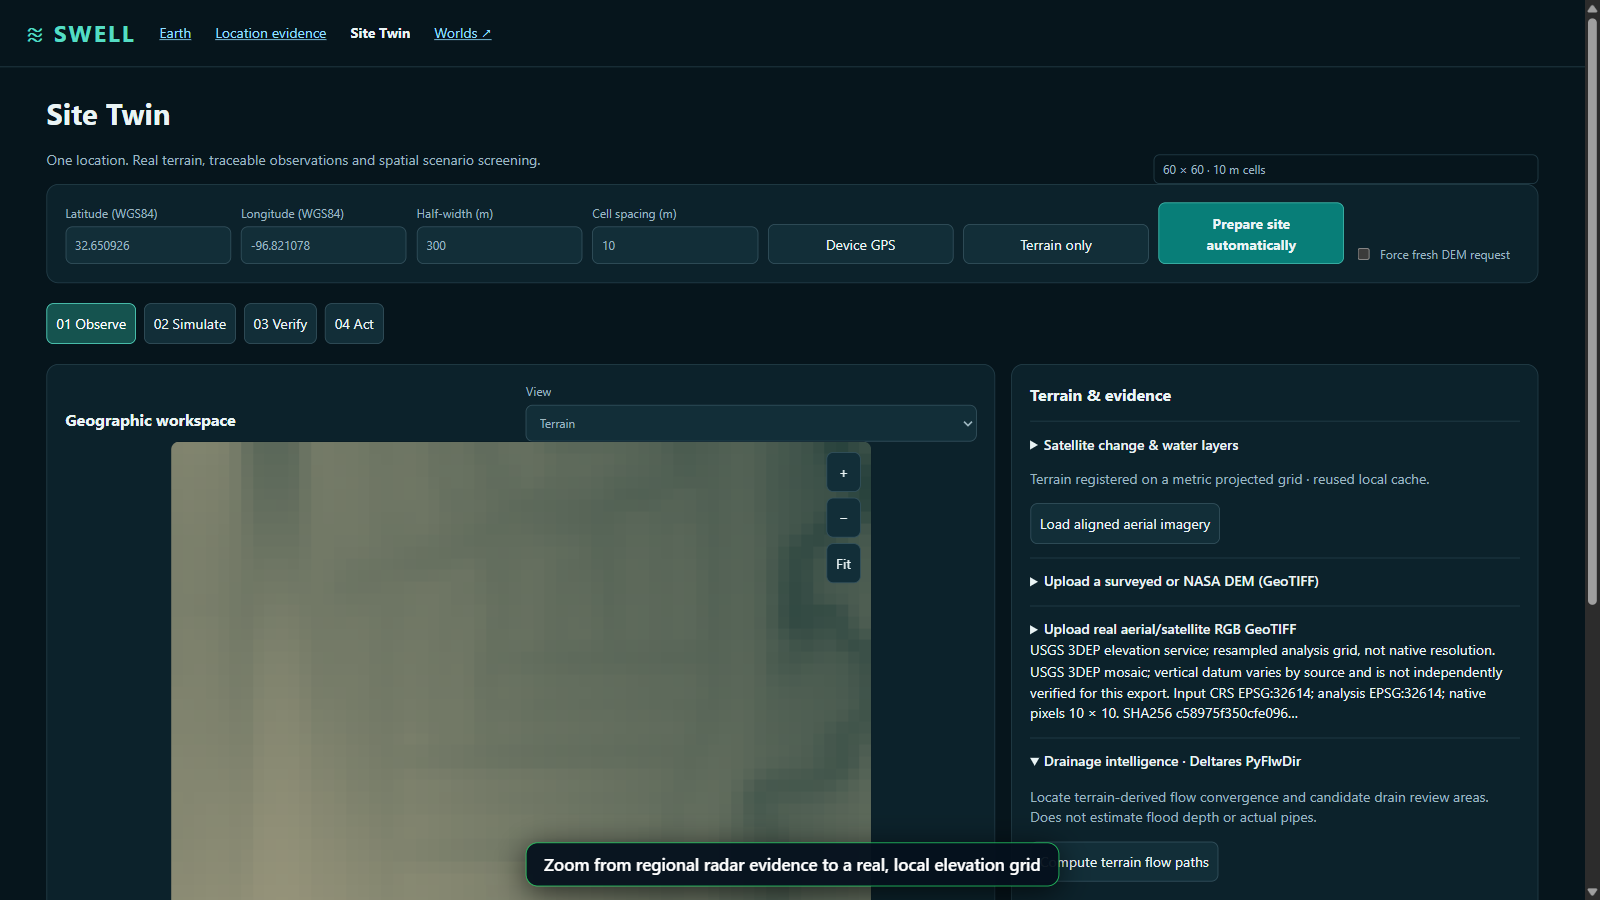 ≋ SWELL Earth Location evidence Site Twin Worlds ↗
Site Twin
One location. Real terrain, traceable observations and spatial scenario screening.
60 × 60 · 10 m cells
Latitude (WGS84) Longitude (WGS84) Half-width (m) Cell spacing (m)
32.650926 -96.821078 300 10 Device GPS Terrain only
Prepare site
automatically
Force fresh DEM request
01 Observe 02 Simulate 03 Verify 04 Act
Geographic workspace
View
Terrain
+
−
Fit
Terrain & evidence
▶ Satellite change & water layers
Terrain registered on a metric projected grid · reused local cache.
Load aligned aerial imagery
▶ Upload a surveyed or NASA DEM (GeoTIFF)
▶ Upload real aerial/satellite RGB GeoTIFF
USGS 3DEP elevation service; resampled analysis grid, not native resolution.
USGS 3DEP mosaic; vertical datum varies by source and is not independently
verified for this export. Input CRS EPSG:32614; analysis EPSG:32614; native
pixels 10 × 10. SHA256 c58975f350cfe096...
▼ Drainage intelligence · Deltares PyFlwDir
Locate terrain-derived flow convergence and candidate drain review areas.
Does not estimate flood depth or actual pipes.
terrain flow paths
Zoom from regional radar evidence to a real, local elevation grid